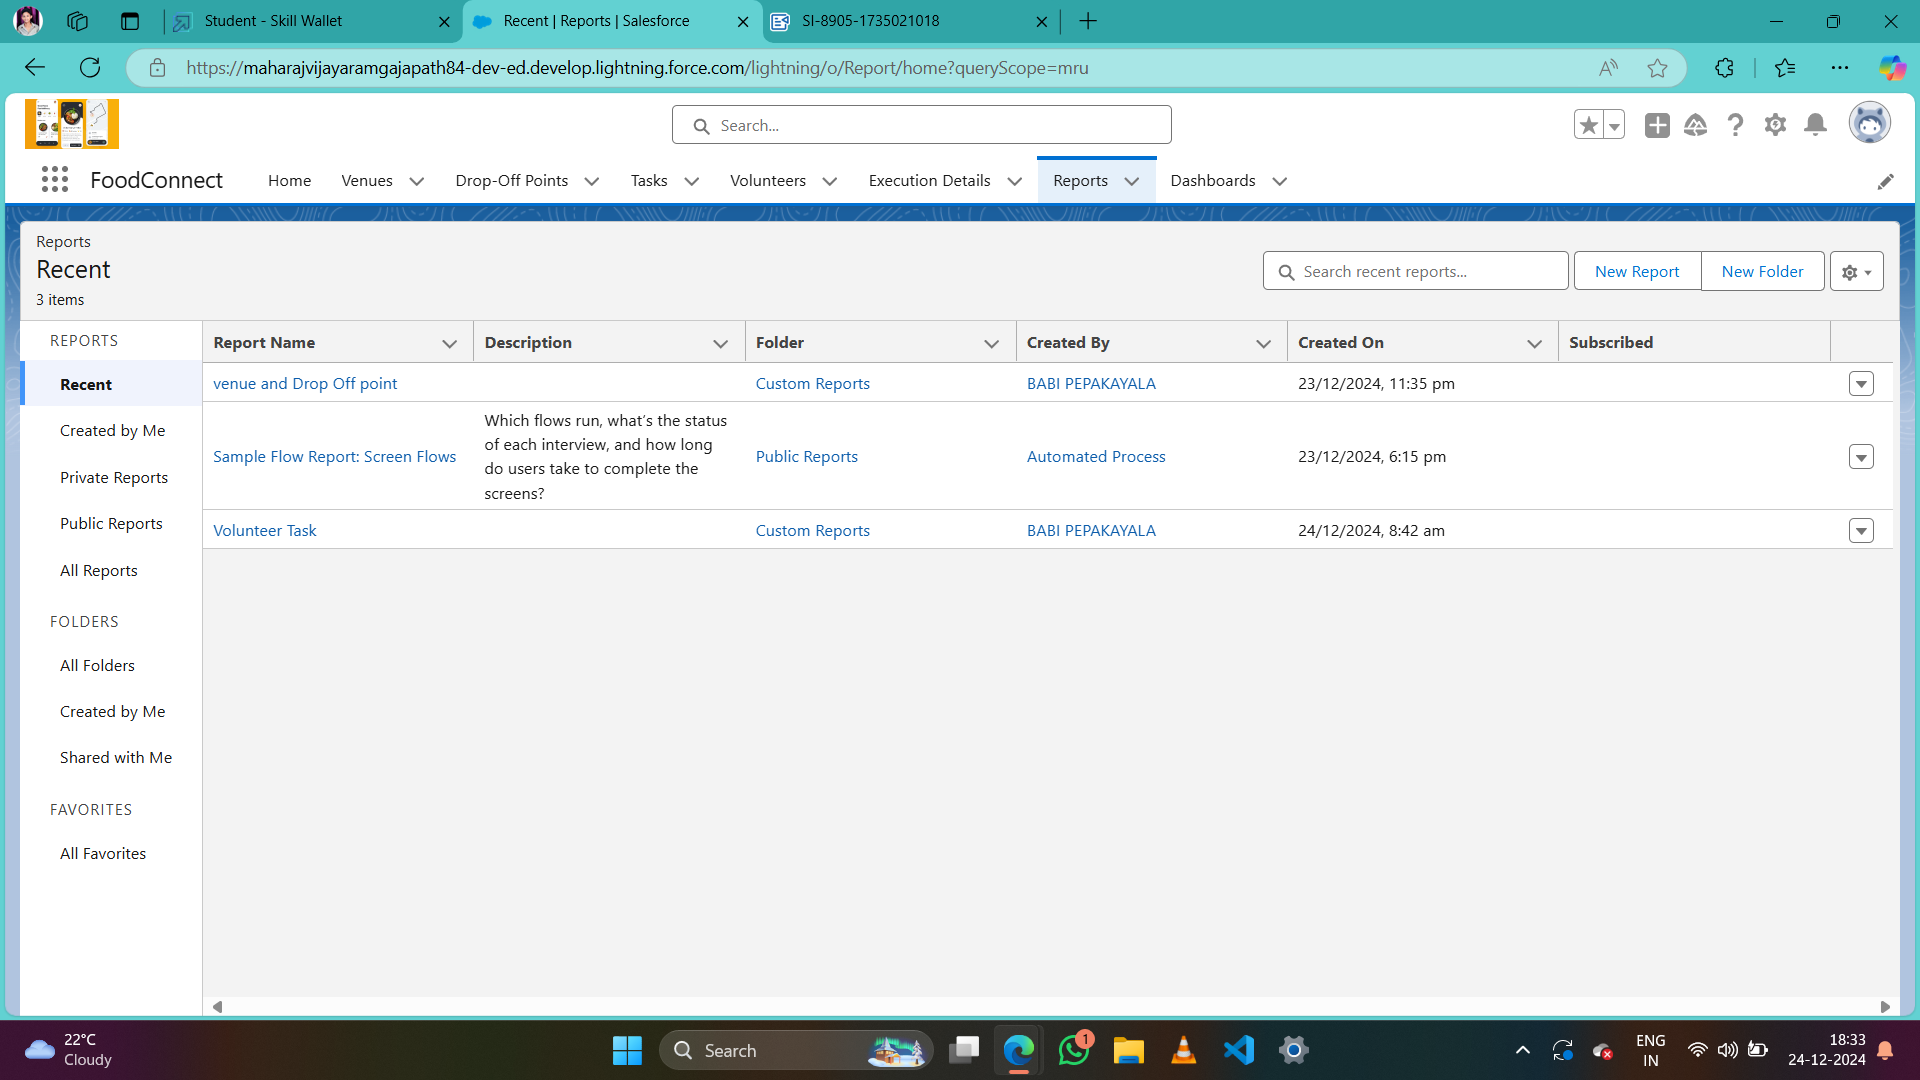 Student - Skill Wallet
Recent | Reports | Salesforce
SI-8905-1735021018
https://maharajvijayaramgajapath84-dev-ed.develop.lightning.force.com/lightning/o/Report/home?queryScope=mru
Search...
FoodConnect
Home
Venues
Drop-Off Points
Tasks
Volunteers
Execution Details
Reports
Dashboards
Reports
Recent
3 items
Search recent reports...
New Report
New Folder
REPORTS
Recent
Created by Me
Private Reports
Public Reports
All Reports
FOLDERS
All Folders
Created by Me
Shared with Me
FAVORITES
All Favorites
Report Name Description Folder Created By Created On Subscribed
venue and Drop Off point Custom Reports BABI PEPAKAYALA 23/12/2024, 11:35 pm
Sample Flow Report: Screen Flows
Which flows run, what's the status
of each interview, and how long
do users take to complete the
screens?
Public Reports Automated Process 23/12/2024, 6:15 pm
Volunteer Task Custom Reports BABI PEPAKAYALA 24/12/2024, 8:42 am
22°C
Cloudy
Search
1
ENG
IN
18:33
24-12-2024